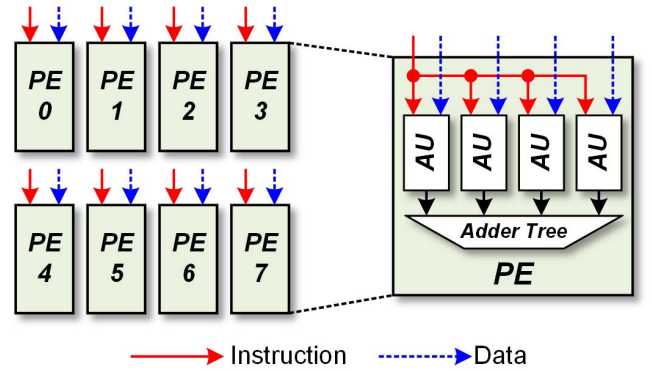 PE 0
PE 1
PE 2
PE 3
PE 4
PE 5
PE 6
PE 7
AU
AU
AU
AU
Adder Tree
PE
Instruction
Data